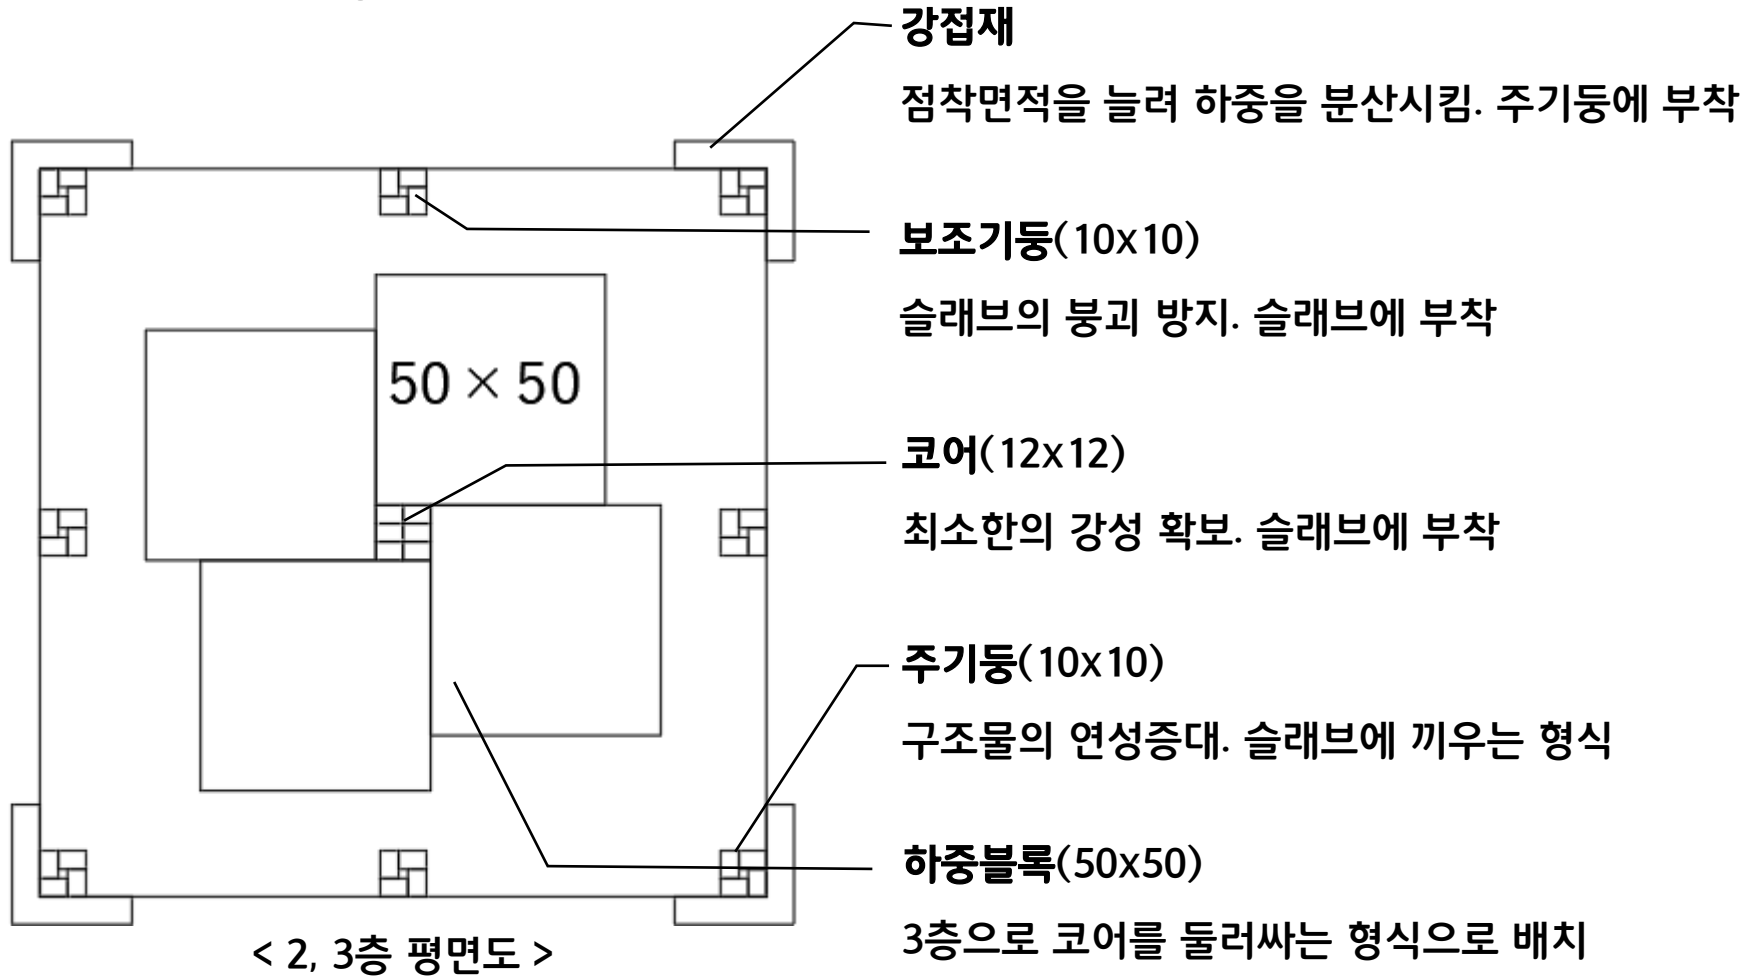 강접재
점착면적을 늘려 하중을 분산시킴. 주기둥에 부착
보조기둥(10x10)
슬래브의 붕괴 방지. 슬래브에 부착
50 × 50
코어(12x12)
최소한의 강성 확보. 슬래브에 부착
주기둥(10x10)
구조물의 연성증대. 슬래브에 끼우는 형식
하중블록(50x50)
3층으로 코어를 둘러싸는 형식으로 배치
< 2, 3층 평면도 >